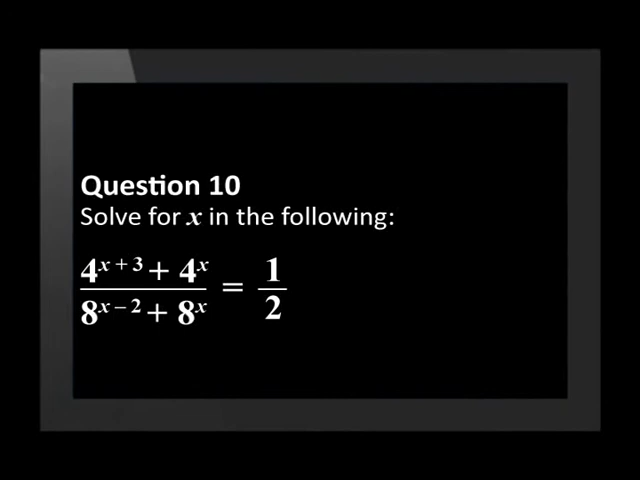 Question 10
Solve for x in the following:
4^{x + 3} + 4^x / 8^{x – 2} + 8^x = 1/2